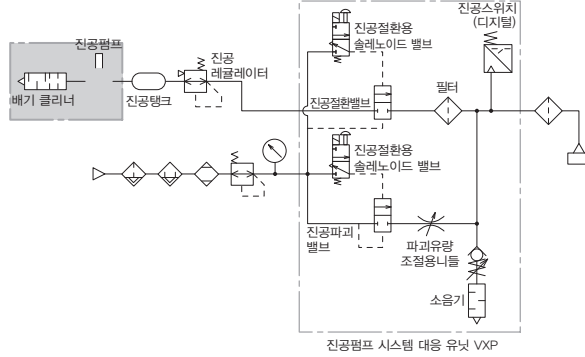 진공스위치
(디지털)
진공절환용
솔레노이드 밸브
진공펌프
진공
레귤레이터
배기 클리너
진공탱크
진공절환밸브
필터
진공절환용
솔레노이드 밸브
진공파괴
밸브
파괴유량
조절용니들
소음기
진공펌프 시스템 대응 유닛 VXP